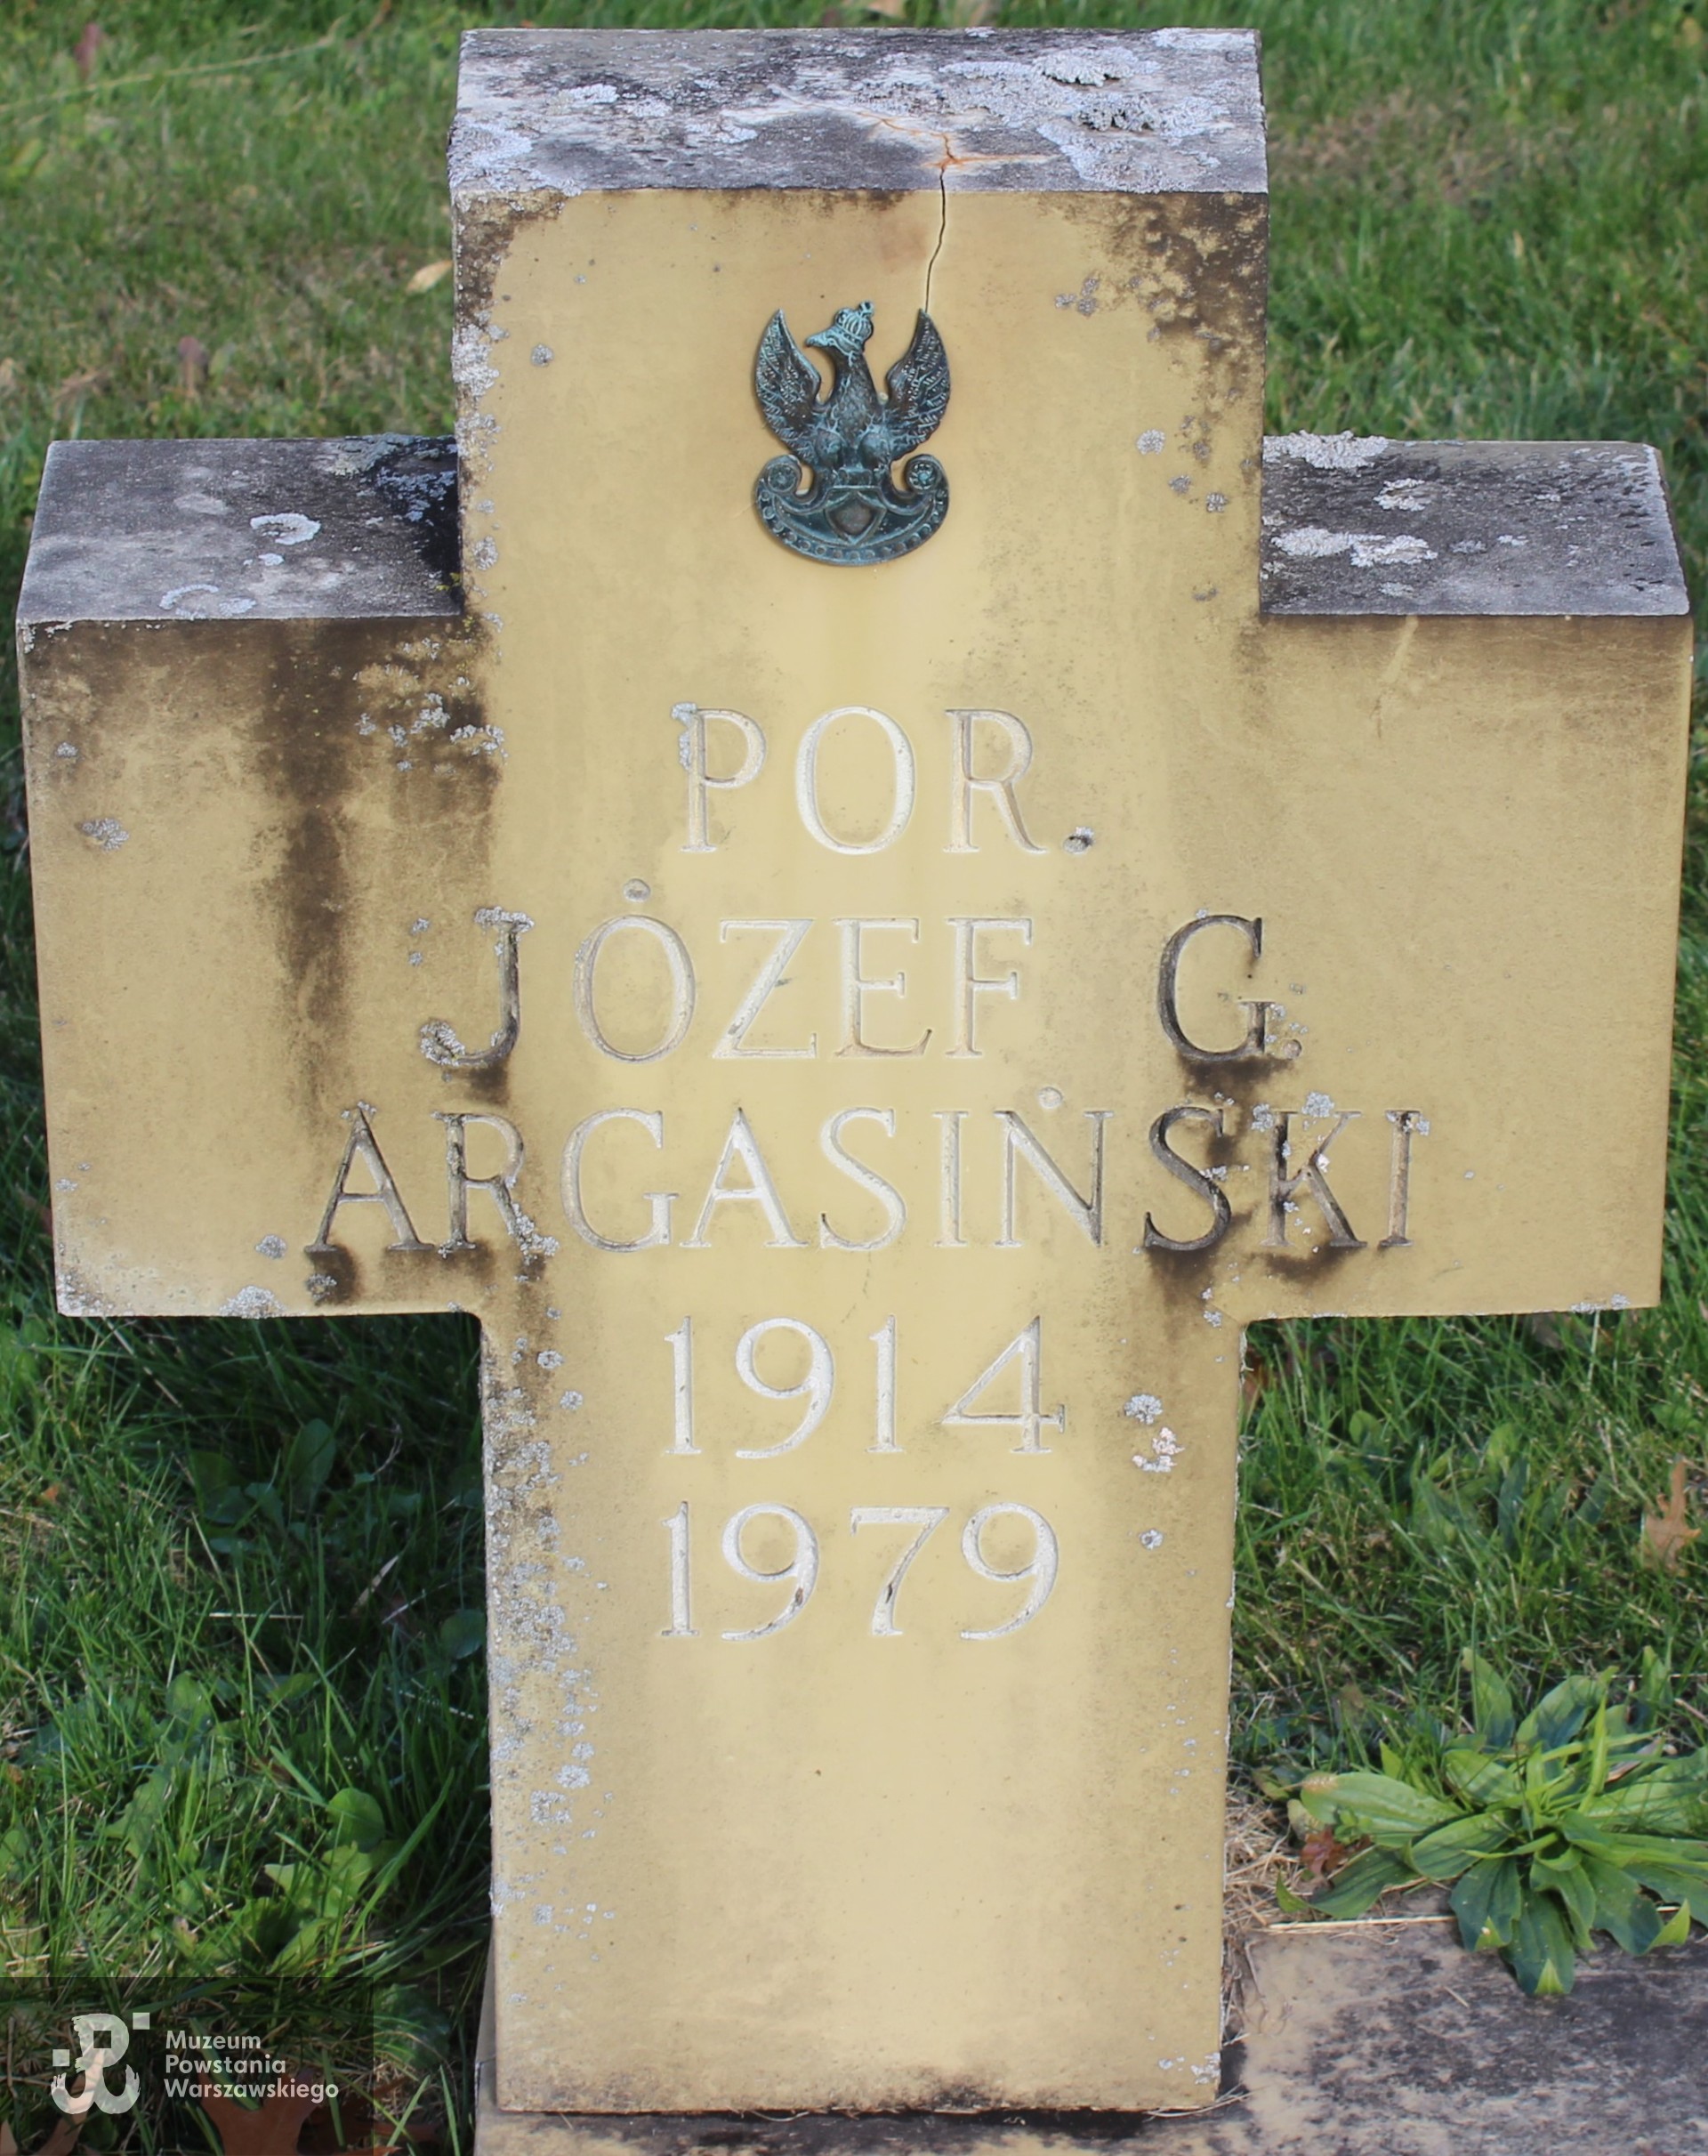 POR.
JÓZEF G.
ARGASIŃSKI
1914
1979
Muzeum
Powstania
Warszawskiego